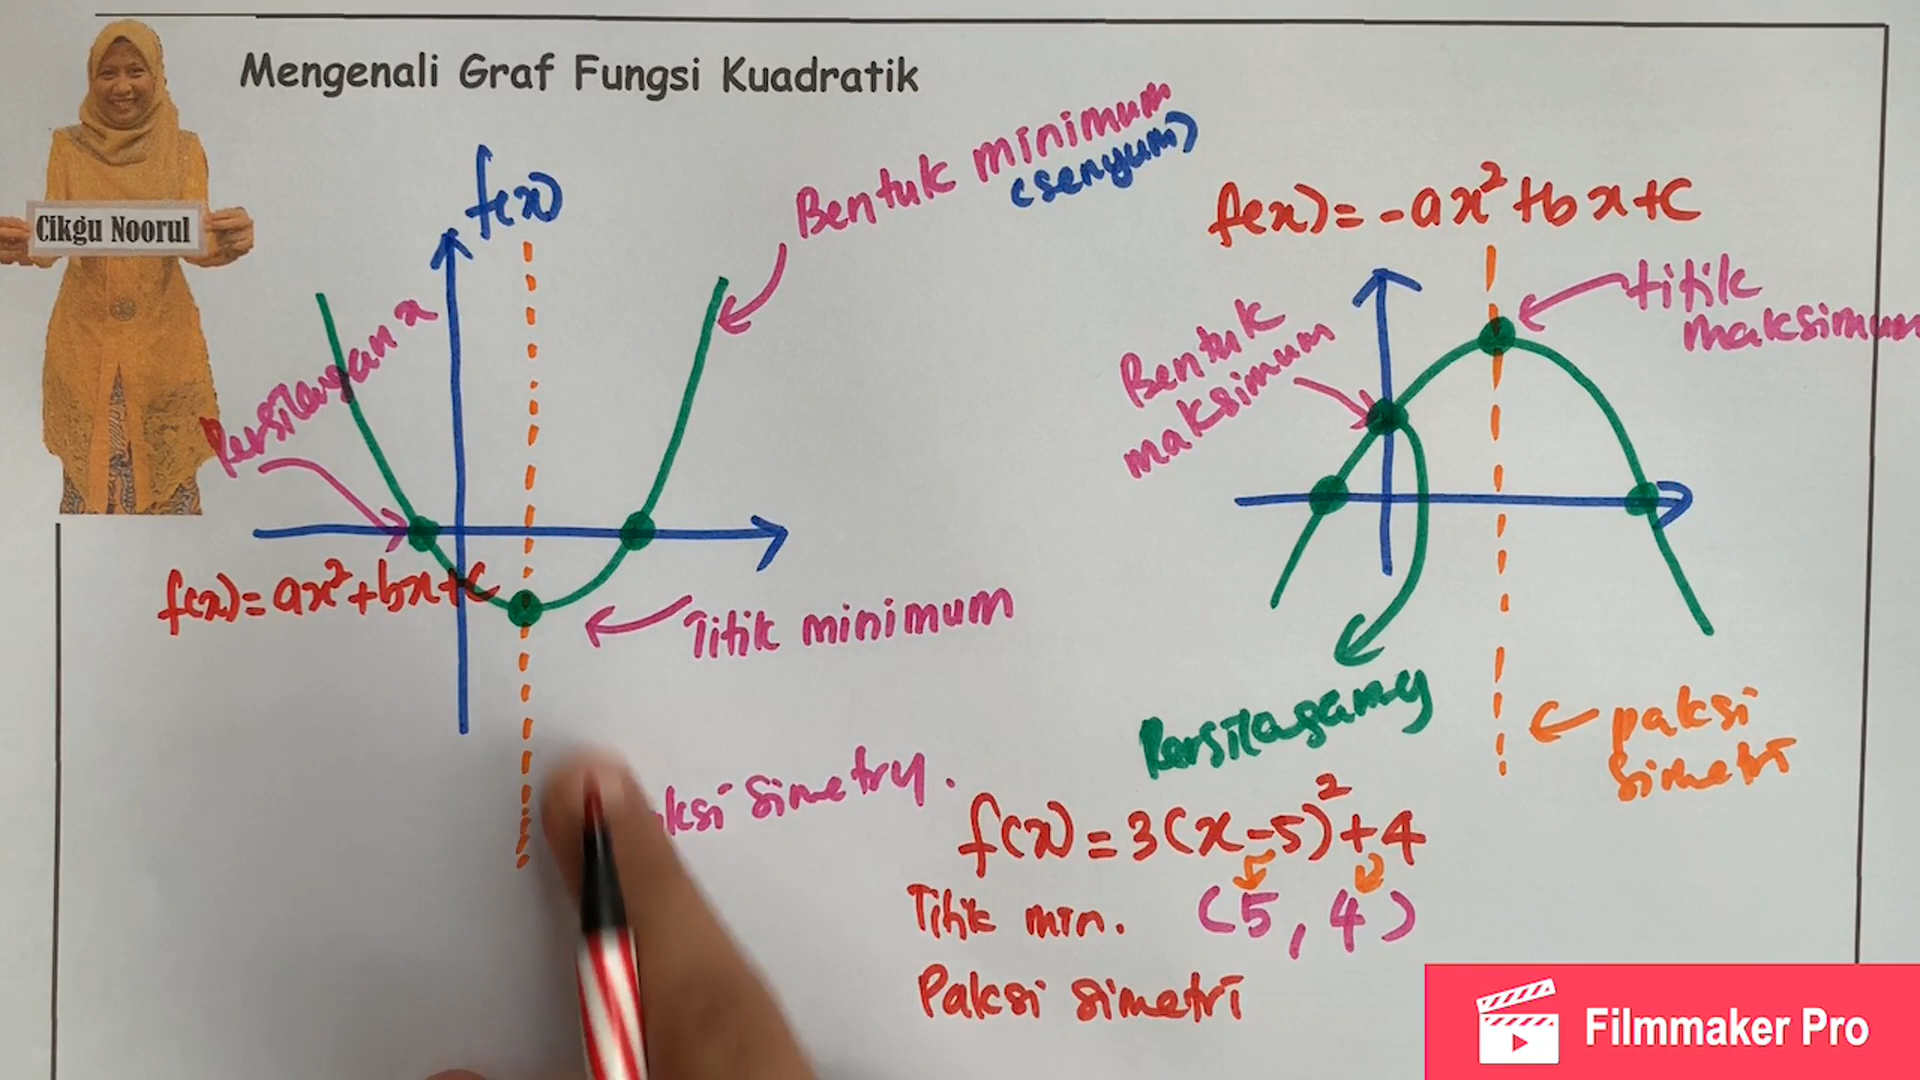 Mengenali Graf Fungsi Kuadratik
Cikgu Noorul
f(x)
Bentuk minimum
(senyum)
Persilangan x
f(x)=ax²+bx+c
Titik minimum
ksi simetry.
f(x)=-ax²+bx+c
titik
maksimum
Bentuk
maksimum
Persilagan y
paksi
simetri
f(x)=3(x-5)²+4
Titik min. (5, 4)
Paksi simetri
Filmmaker Pro